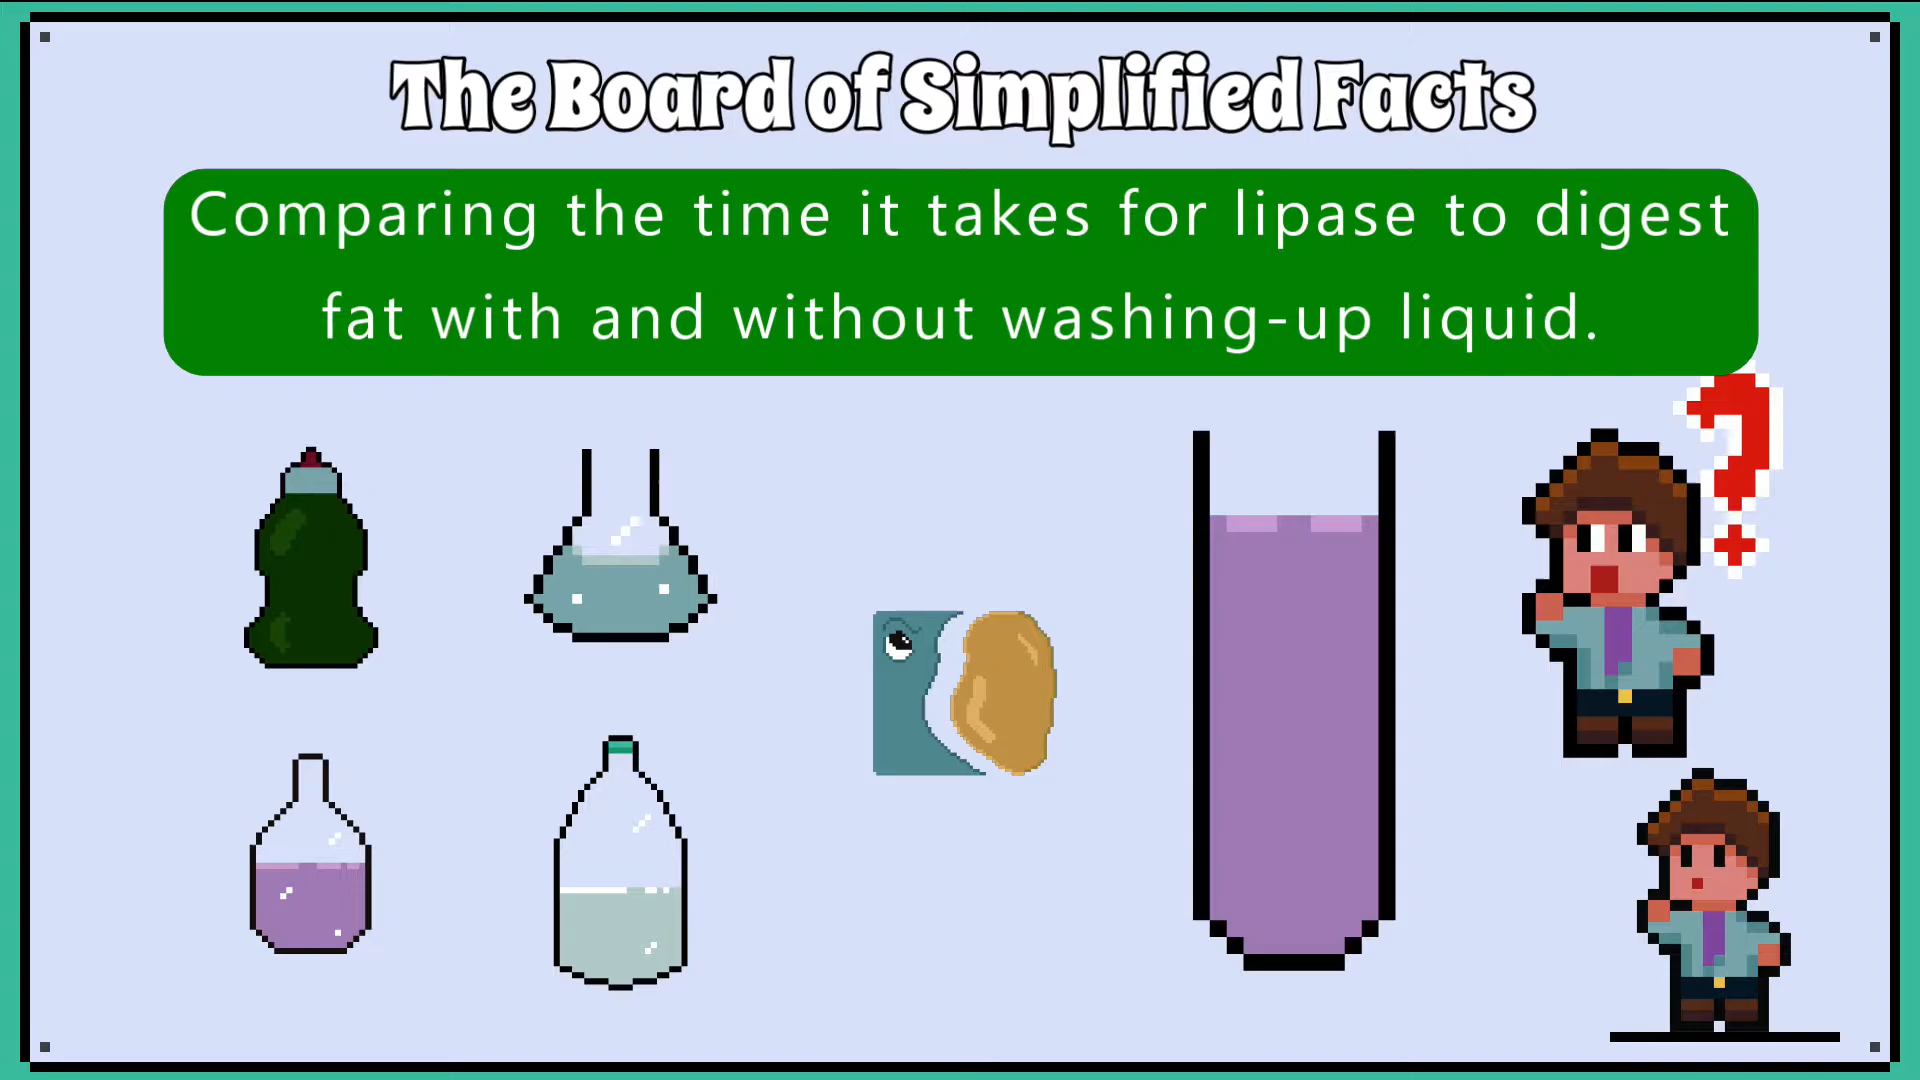 The Board of Simplified Facts
Comparing the time it takes for lipase to digest
fat with and without washing-up liquid.